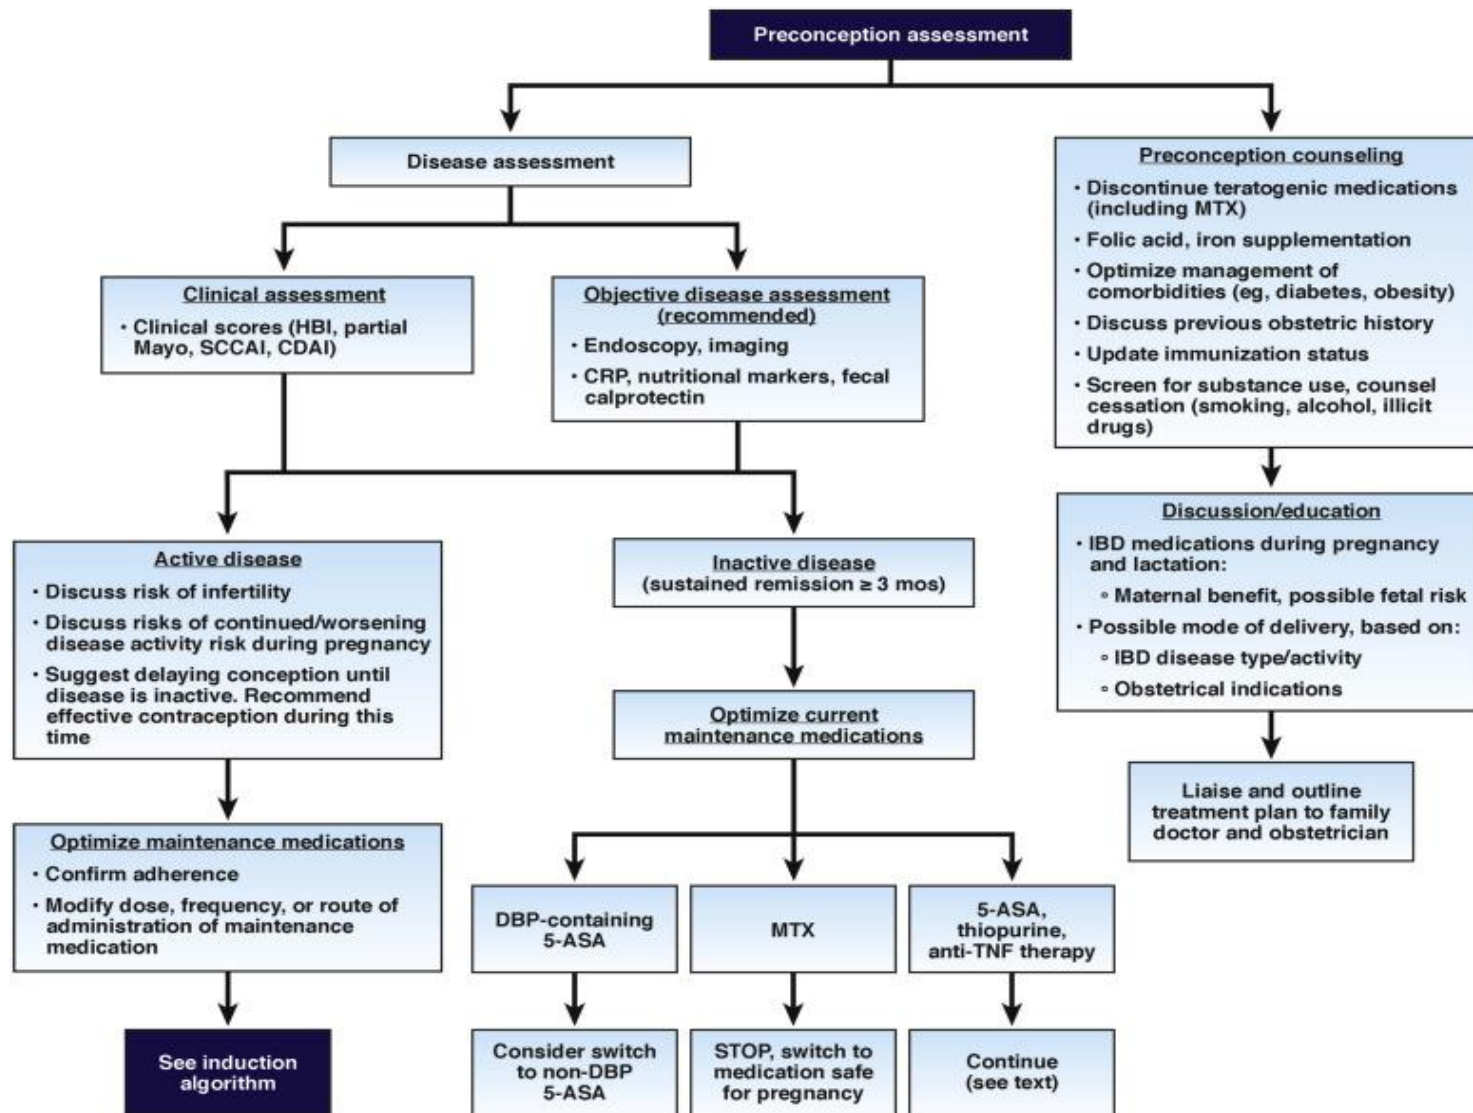 Preconception assessment
Disease assessment
Clinical assessment
• Clinical scores (HBI, partial
Mayo, SCCAI, CDAI)
Objective disease assessment
(recommended)
• Endoscopy, imaging
• CRP, nutritional markers, fecal
calprotectin
Preconception counseling
• Discontinue teratogenic medications
(including MTX)
• Folic acid, iron supplementation
• Optimize management of
comorbidities (eg, diabetes, obesity)
• Discuss previous obstetric history
• Update immunization status
• Screen for substance use, counsel
cessation (smoking, alcohol, illicit
drugs)
Active disease
• Discuss risk of infertility
• Discuss risks of continued/worsening
disease activity risk during pregnancy
• Suggest delaying conception until
disease is inactive. Recommend
effective contraception during this
time
Inactive disease
(sustained remission ≥ 3 mos)
Discussion/education
• IBD medications during pregnancy
and lactation:
∘ Maternal benefit, possible fetal risk
• Possible mode of delivery, based on:
∘ IBD disease type/activity
∘ Obstetrical indications
Optimize current
maintenance medications
Liaise and outline
treatment plan to family
doctor and obstetrician
Optimize maintenance medications
• Confirm adherence
• Modify dose, frequency, or route of
administration of maintenance
medication
DBP-containing
5-ASA
MTX
5-ASA,
thiopurine,
anti-TNF therapy
See induction
algorithm
Consider switch
to non-DBP
5-ASA
STOP, switch to
medication safe
for pregnancy
Continue
(see text)